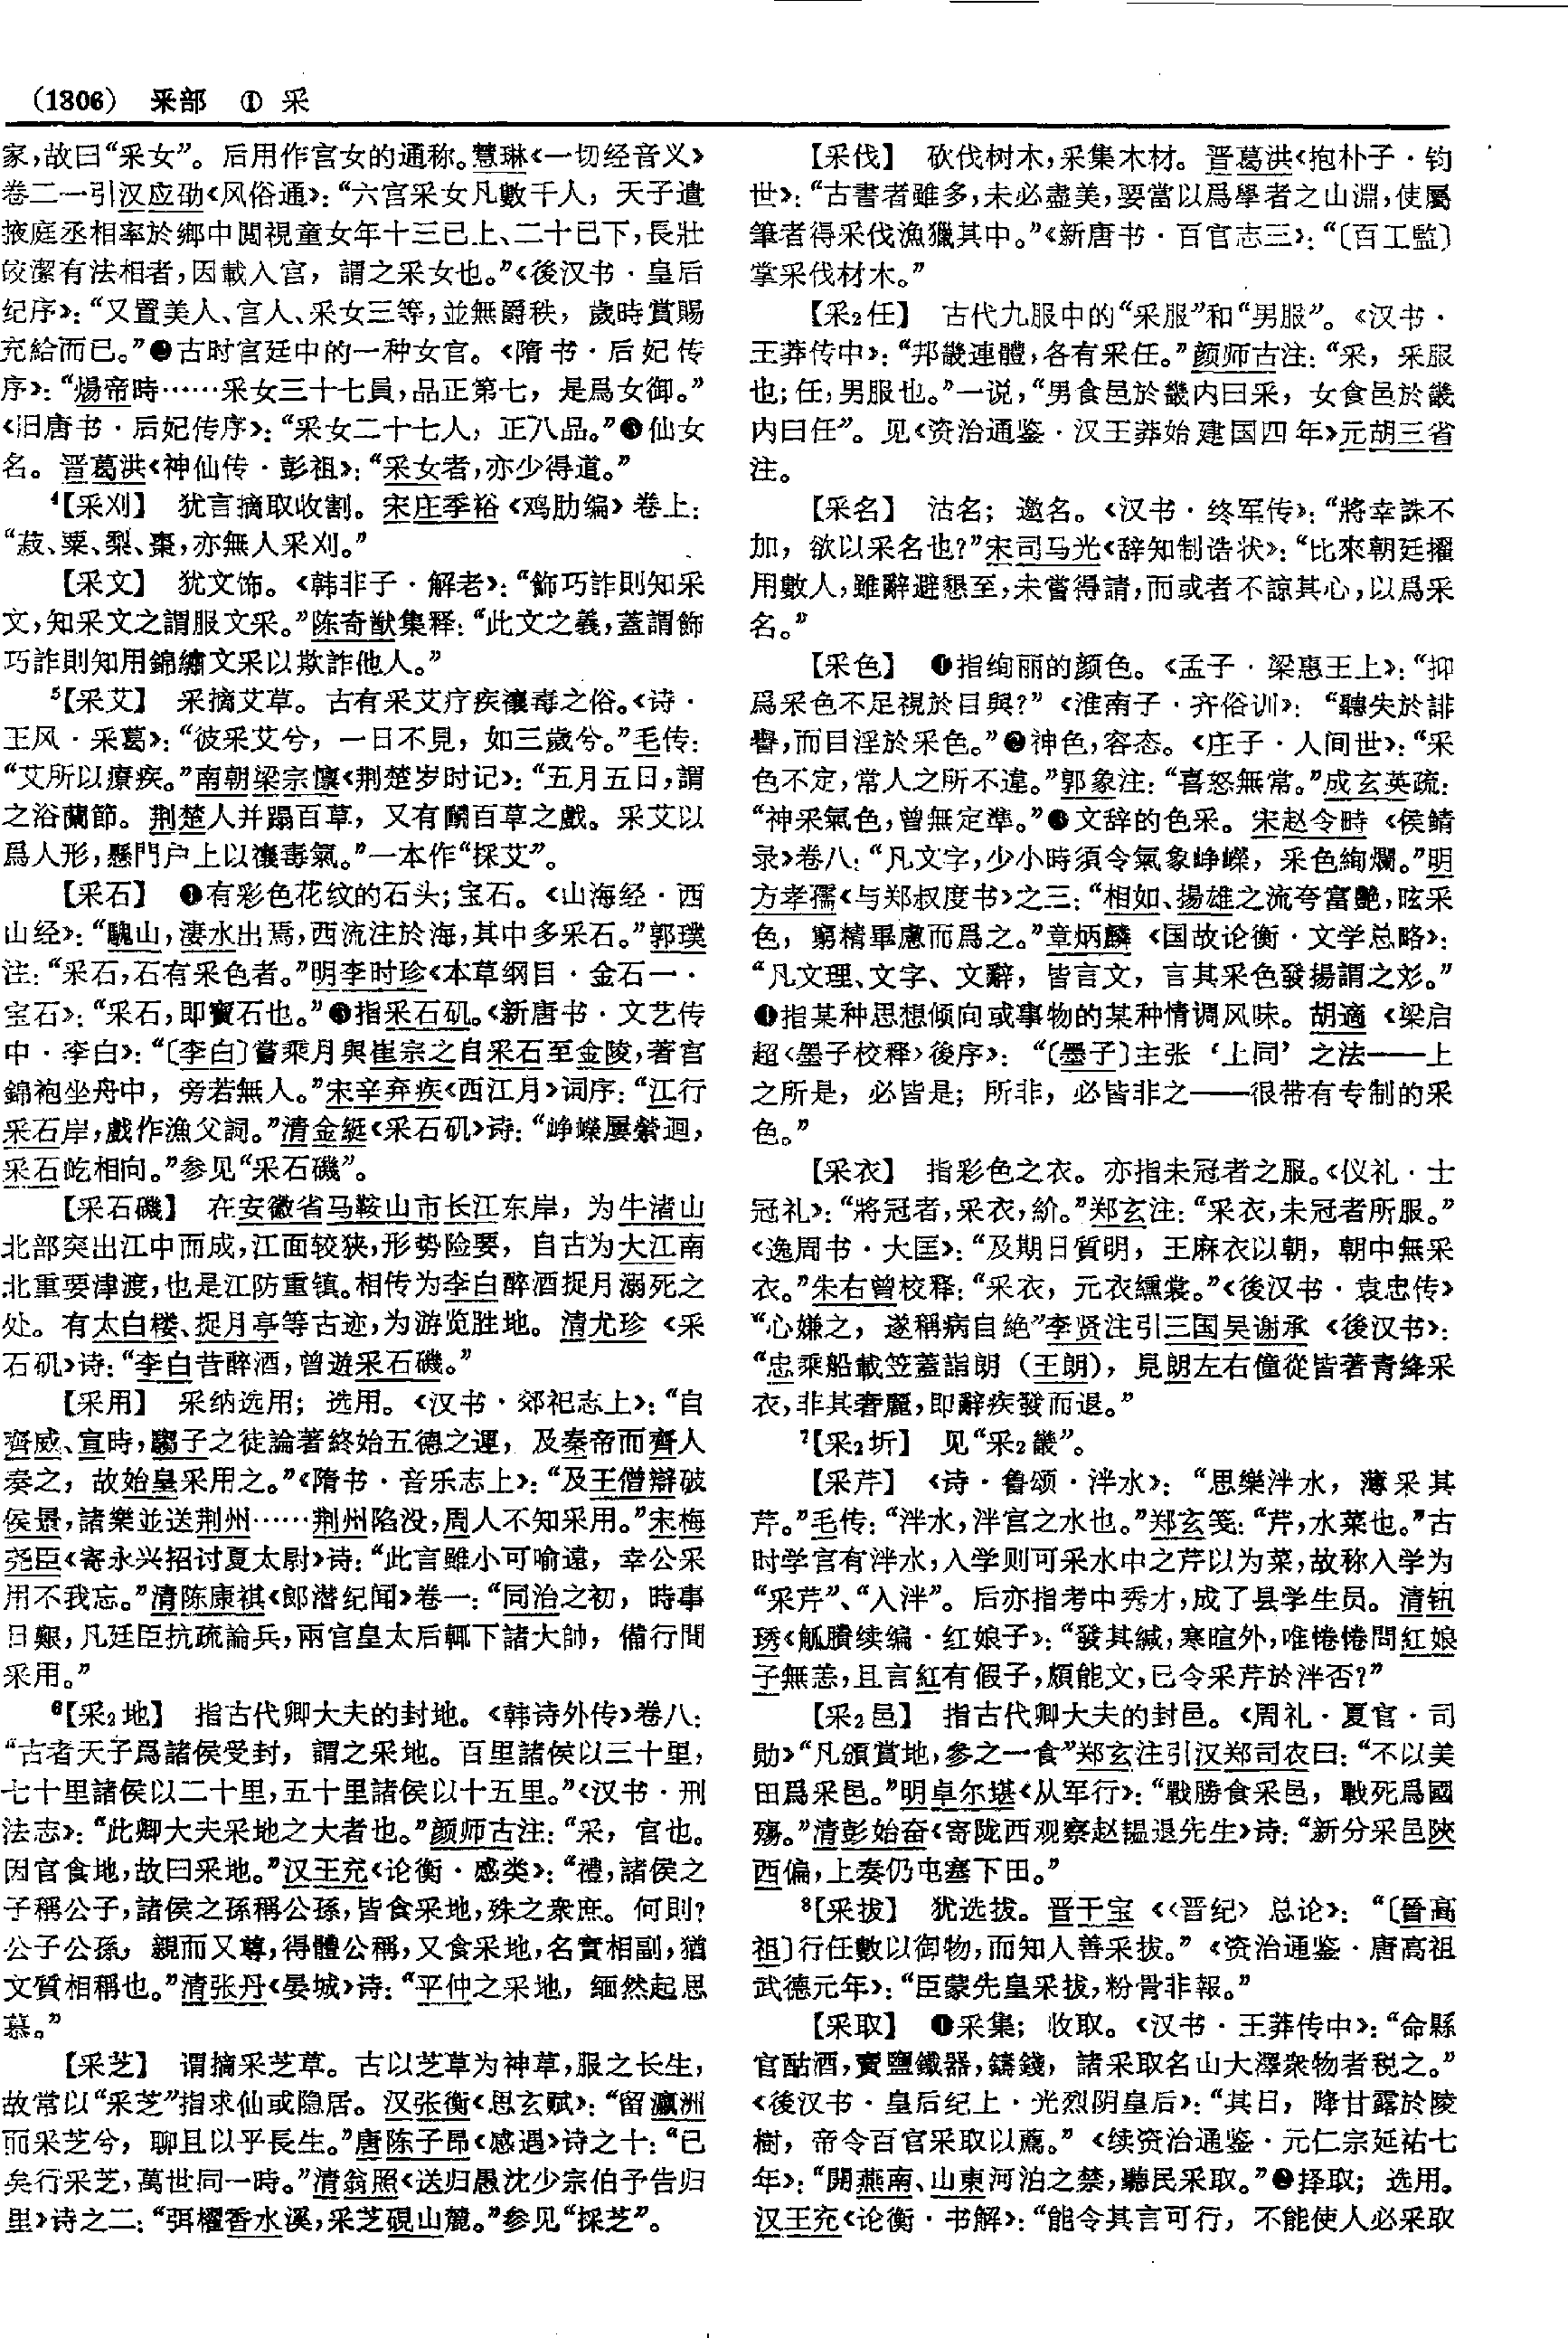 （1306） 釆部 ① 采
家，故曰“采女”。后用作宫女的通称。慧琳《一切经音义》
卷二一引汉应劭《风俗通》：“六宫采女凡數千人，天子遣
掖庭丞相率於鄉中閲視童女年十三已上、二十已下，長壯
皎潔有法相者，因載入宫，謂之采女也。”《後汉书·皇后
纪序》：“又置美人、宫人、采女三等，並無爵秩，歲時賞賜
充給而已。”❷古时宫廷中的一种女官。《隋书·后妃传
序》：“煬帝時……采女三十七員，品正第七，是爲女御。”
《旧唐书·后妃传序》：“采女二十七人，正八品。”❸仙女
名。晋葛洪《神仙传·彭祖》：“采女者，亦少得道。”
4【采刈】 犹言摘取收割。宋庄季裕《鸡肋编》卷上：
“菽、粟、梨、棗，亦無人采刈。”
【采文】 犹文饰。《韩非子·解老》：“飾巧詐則知采
文，知采文之謂服文采。”陈奇猷集释：“此文之義，蓋謂飾
巧詐則知用錦繡文采以欺詐他人。”
5【采艾】 采摘艾草。古有采艾疗疾禳毒之俗。《诗·
王风·采葛》：“彼采艾兮，一日不見，如三歲兮。”毛传：
“艾所以療疾。”南朝梁宗懔《荆楚岁时记》：“五月五日，謂
之浴蘭節。荆楚人并蹋百草，又有鬭百草之戲。采艾以
爲人形，懸門户上以禳毒氣。”一本作“採艾”。
【采石】 ❶有彩色花纹的石头；宝石。《山海经·西
山经》：“騩山，淒水出焉，西流注於海，其中多采石。”郭璞
注：“采石，石有采色者。”明李时珍《本草纲目·金石一·
宝石》：“采石，即寶石也。”❷指采石矶。《新唐书·文艺传
中·李白》：“〔李白〕嘗乘月與崔宗之自采石至金陵，著宫
錦袍坐舟中，旁若無人。”宋辛弃疾《西江月》词序：“江行
采石岸，戲作漁父詞。”清金綎《采石矶》诗：“峥嶸屢縈迴，
采石屹相向。”参见“采石磯”。
【采石磯】 在安徽省马鞍山市长江东岸，为牛渚山
北部突出江中而成，江面较狭，形势险要，自古为大江南
北重要津渡，也是江防重镇。相传为李白醉酒捉月溺死之
处。有太白楼、捉月亭等古迹，为游览胜地。清尤珍《采
石矶》诗：“李白昔醉酒，曾遊采石磯。”
【采用】 采纳选用；选用。《汉书·郊祀志上》：“自
齊威、宣時，騶子之徒論著終始五德之運，及秦帝而齊人
奏之，故始皇采用之。”《隋书·音乐志上》：“及王僧辯破
侯景，諸樂並送荆州……荆州陷没，周人不知采用。”宋梅
尧臣《寄永兴招讨夏太尉》诗：“此言雖小可喻遠，幸公采
用不我忘。”清陈康祺《郎潜纪闻》卷一：“同治之初，時事
日艱，凡廷臣抗疏論兵，兩宫皇太后輒下諸大帥，備行間
采用。”
6【采2地】 指古代卿大夫的封地。《韩诗外传》卷八：
“古者天子爲諸侯受封，謂之采地。百里諸侯以三十里，
七十里諸侯以二十里，五十里諸侯以十五里。”《汉书·刑
法志》：“此卿大夫采地之大者也。”颜师古注：“采，官也。
因官食地，故曰采地。”汉王充《论衡·感类》：“禮，諸侯之
子稱公子，諸侯之孫稱公孫，皆食采地，殊之衆庶。何則？
公子公孫，親而又尊，得體公稱，又食采地，名實相副，猶
文質相稱也。”清张丹《晏城》诗：“平仲之采地，緬然起思
慕。”
【采芝】 谓摘采芝草。古以芝草为神草，服之长生，
故常以“采芝”指求仙或隐居。汉张衡《思玄赋》：“留瀛洲
而采芝兮，聊且以乎長生。”唐陈子昂《感遇》诗之十：“已
矣行采芝，萬世同一時。”清翁照《送归愚沈少宗伯予告归
里》诗之二：“弭櫂香水溪，采芝硯山麓。”参见“採芝”。
【采伐】 砍伐树木，采集木材。晋葛洪《抱朴子·钧
世》：“古書者雖多，未必盡美，要當以爲學者之山淵，使屬
筆者得采伐漁獵其中。”《新唐书·百官志三》：“〔百工監〕
掌采伐材木。”
【采2任】 古代九服中的“采服”和“男服”。《汉书·
王莽传中》：“邦畿連體，各有采任。”颜师古注：“采，采服
也；任，男服也。”一说，“男食邑於畿内曰采，女食邑於畿
内曰任”。见《资治通鉴·汉王莽始建国四年》元胡三省
注。
【采名】 沽名；邀名。《汉书·终军传》：“將幸誅不
加，欲以采名也？”宋司马光《辞知制诰状》：“比來朝廷擢
用數人，雖辭避懇至，未嘗得請，而或者不諒其心，以爲采
名。”
【采色】 ❶指绚丽的颜色。《孟子·梁惠王上》：“抑
爲采色不足視於目與？”《淮南子·齐俗训》：“聽失於誹
譽，而目淫於采色。”❷神色，容态。《庄子·人间世》：“采
色不定，常人之所不違。”郭象注：“喜怒無常。”成玄英疏：
“神采氣色，曾無定準。”❸文辞的色采。宋赵令畤《侯鲭
录》卷八：“凡文字，少小時須令氣象峥嶸，采色絢爛。”明
方孝孺《与郑叔度书》之三：“相如、揚雄之流夸富艷，眩采
色，窮精畢慮而爲之。”章炳麟《国故论衡·文学总略》：
“凡文理、文字、文辭，皆言文，言其采色發揚謂之彣。”
❹指某种思想倾向或事物的某种情调风味。胡適《梁启
超〈墨子校释〉後序》：“〔墨子〕主张‘上同’之法——上
之所是，必皆是；所非，必皆非之——很带有专制的采
色。”
【采衣】 指彩色之衣。亦指未冠者之服。《仪礼·士
冠礼》：“將冠者，采衣，紒。”郑玄注：“采衣，未冠者所服。”
《逸周书·大匡》：“及期日質明，王麻衣以朝，朝中無采
衣。”朱右曾校释：“采衣，元衣纁裳。”《後汉书·袁忠传》
“心嫌之，遂稱病自絶”李贤注引三国吴谢承《後汉书》：
“忠乘船載笠蓋詣朗（王朗），見朗左右僮從皆著青絳采
衣，非其奢麗，即辭疾發而退。”
7【采2圻】 见“采2畿”。
【采芹】 《诗·鲁颂·泮水》：“思樂泮水，薄采其
芹。”毛传：“泮水，泮宫之水也。”郑玄笺：“芹，水菜也。”古
时学宫有泮水，入学则可采水中之芹以为菜，故称入学为
“采芹”、“入泮”。后亦指考中秀才，成了县学生员。清钮
琇《觚賸续编·红娘子》：“發其緘，寒暄外，唯惓惓問紅娘
子無恙，且言紅有假子，頗能文，已令采芹於泮否？”
【采2邑】 指古代卿大夫的封邑。《周礼·夏官·司
勋》“凡頒賞地，參之一食”郑玄注引汉郑司农曰：“不以美
田爲采邑。”明卓尔堪《从军行》：“戰勝食采邑，戰死爲國
殤。”清彭始奋《寄陇西观察赵韫退先生》诗：“新分采邑陝
西偏，上奏仍屯塞下田。”
8【采拔】 犹选拔。晋干宝《〈晋纪〉总论》：“〔晉高
祖〕行任數以御物，而知人善采拔。”《资治通鉴·唐高祖
武德元年》：“臣蒙先皇采拔，粉骨非報。”
【采取】 ❶采集；收取。《汉书·王莽传中》：“命縣
官酤酒，賣鹽鐵器，鑄錢，諸采取名山大澤衆物者税之。”
《後汉书·皇后纪上·光烈阴皇后》：“其日，降甘露於陵
樹，帝令百官采取以薦。”《续资治通鉴·元仁宗延祐七
年》：“開燕南、山東河泊之禁，聽民采取。”❷择取；选用。
汉王充《论衡·书解》：“能令其言可行，不能使人必采取